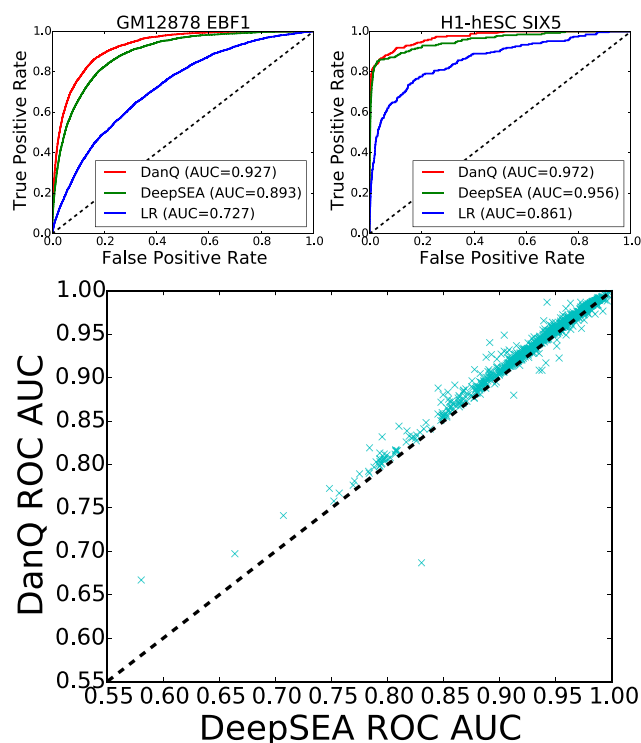 GM12878 EBF1
True Positive Rate
1.0
0.8
0.6
0.4
0.2
0.0
DanQ (AUC=0.927)
DeepSEA (AUC=0.893)
LR (AUC=0.727)
0.0 0.2 0.4 0.6 0.8 1.0
False Positive Rate
H1-hESC SIX5
True Positive Rate
1.0
0.8
0.6
0.4
0.2
0.0
DanQ (AUC=0.972)
DeepSEA (AUC=0.956)
LR (AUC=0.861)
0.0 0.2 0.4 0.6 0.8 1.0
False Positive Rate
DanQ ROC AUC
1.00
0.95
0.90
0.85
0.80
0.75
0.70
0.65
0.60
0.55
0.55 0.60 0.65 0.70 0.75 0.80 0.85 0.90 0.95 1.00
DeepSEA ROC AUC